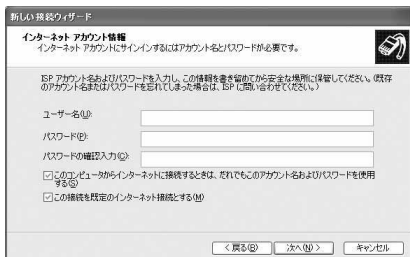 新しい接続ウィザード
インターネット アカウント情報
インターネット アカウントにサインインするにはアカウント名とパスワードが必要です。
ISP アカウント名およびパスワードを入力し、この情報を書き留めてから安全な場所に保管してください。(既存
のアカウント名またはパスワードを忘れてしまった場合は、ISP に問い合わせてください。)
ユーザー名(U):
パスワード(P):
パスワードの確認入力(C):
このコンピュータからインターネットに接続するときは、だれでもこのアカウント名およびパスワードを使用
する(S)
この接続を既定のインターネット接続とする(M)
< 戻る(B)
次へ(N) >
キャンセル